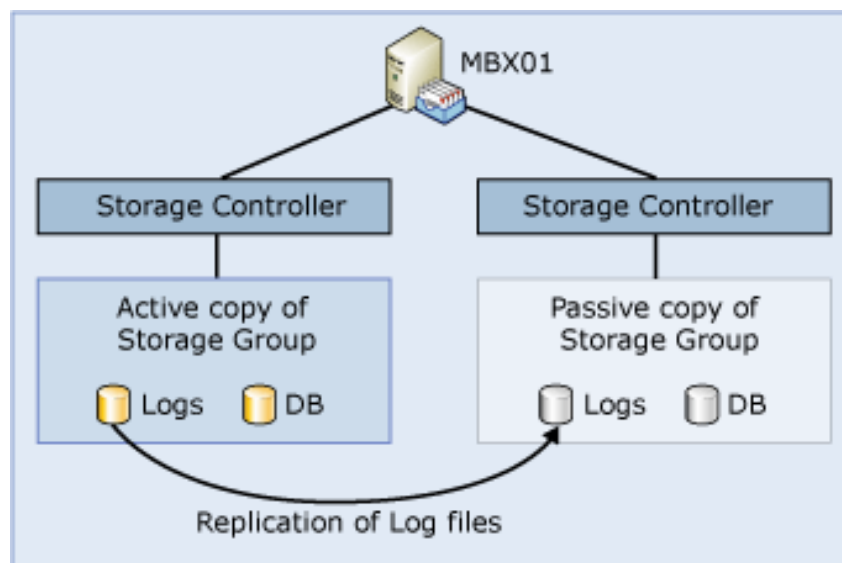 MBX01
Storage Controller
Storage Controller
Active copy of
Storage Group
Logs
DB
Passive copy of
Storage Group
Logs
DB
Replication of Log files